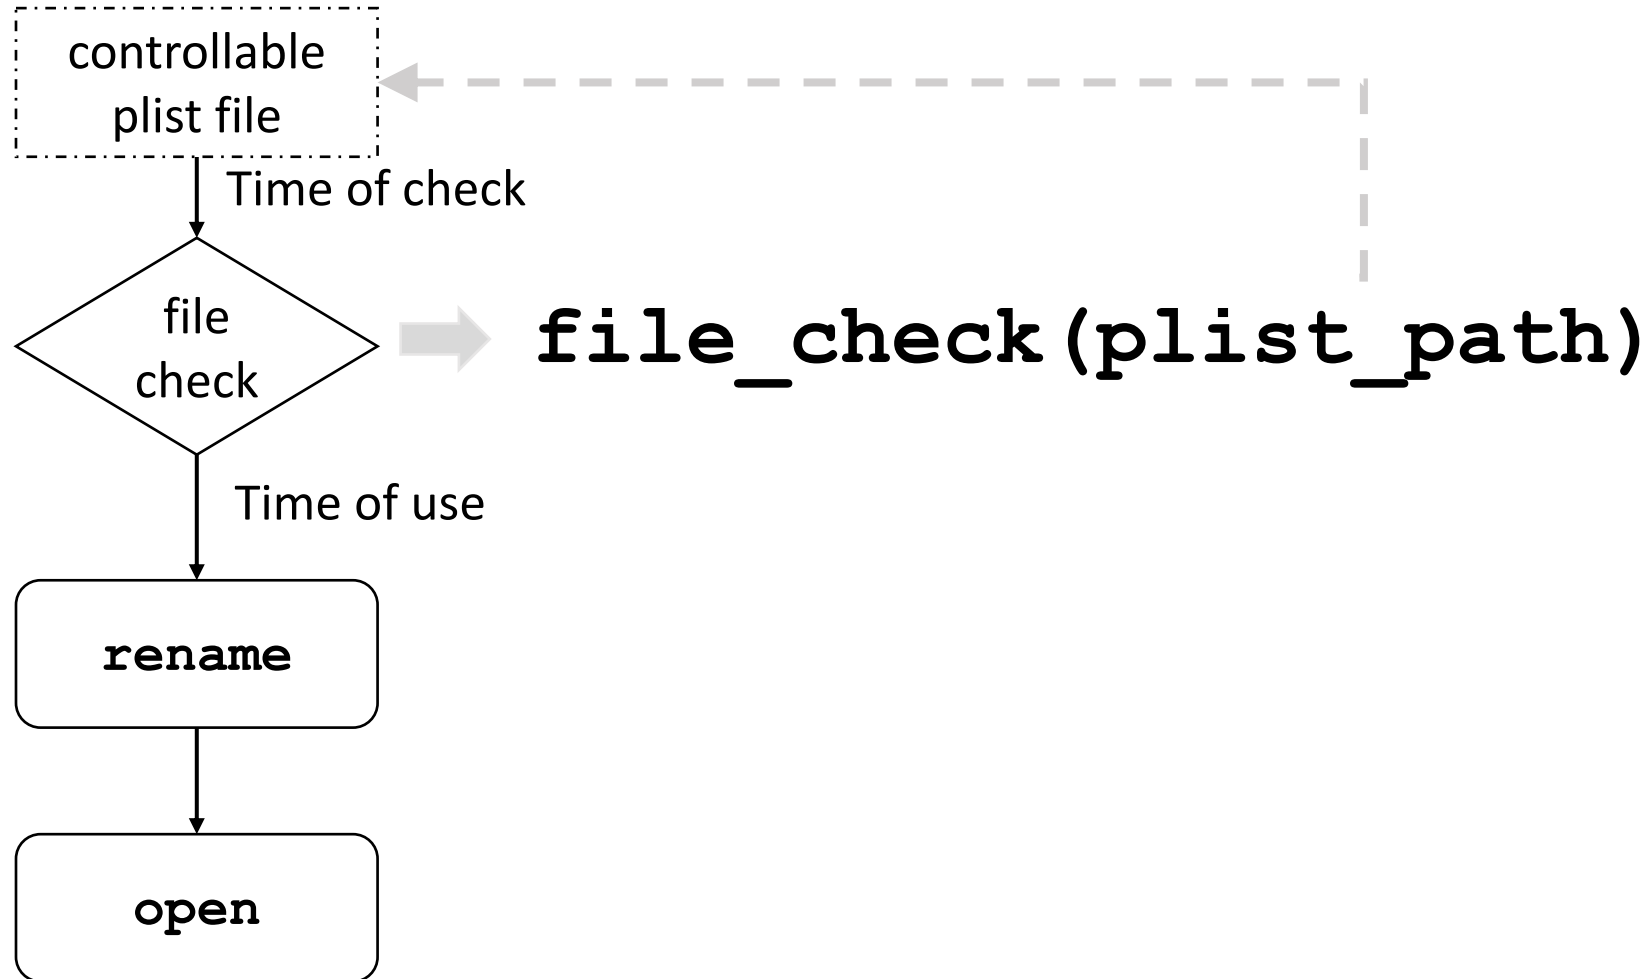 controllable
plist file
Time of check
file
check
file_check(plist_path)
Time of use
rename
open